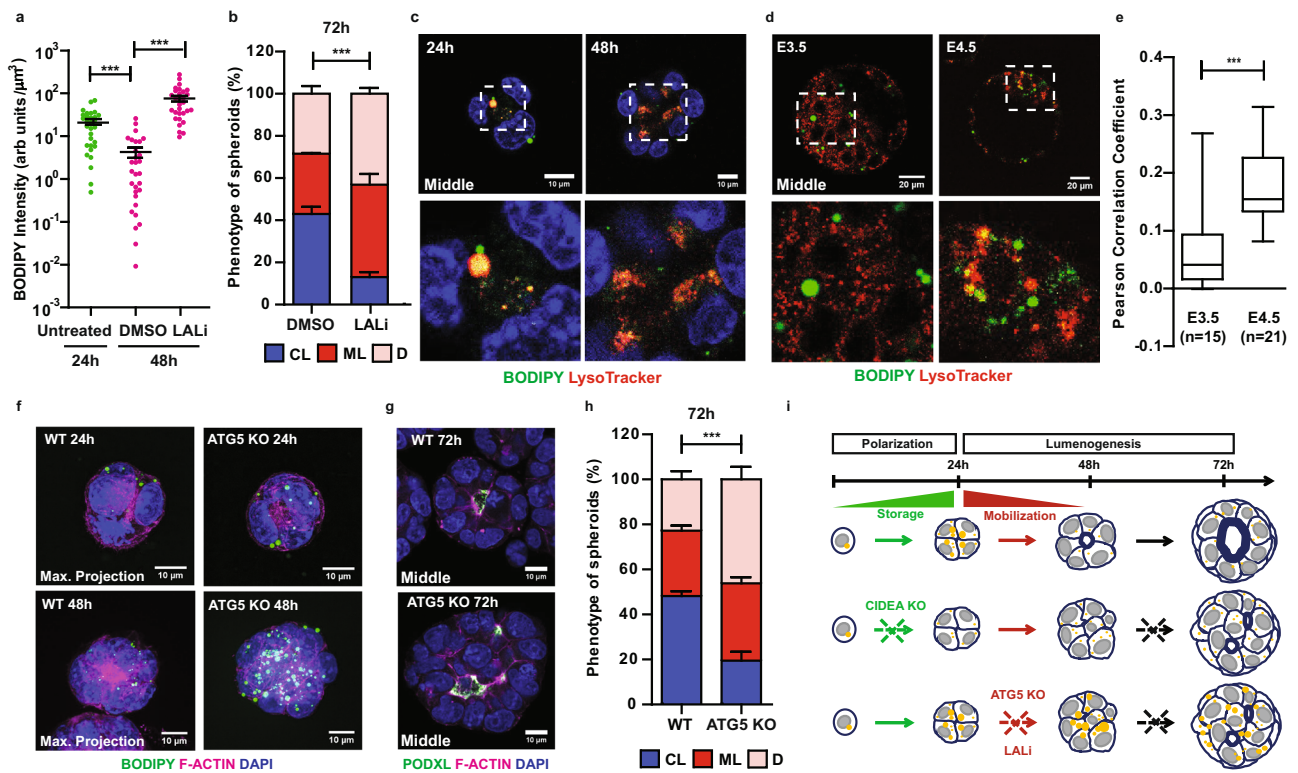 a
BODIPY Intensity (arb units/µm³)
10³
10²
10¹
10⁰
10⁻¹
10⁻²
10⁻³
***
***
Untreated DMSO LALi
24h 48h
b
72h
Phenotype of spheroids (%)
120
100
80
60
40
20
0
***
DMSO LALi
CL ML D
c
24h 48h
Middle
10 µm 10 µm
BODIPY LysoTracker
d
E3.5 E4.5
Middle
20 µm 20 µm
BODIPY LysoTracker
e
Pearson Correlation Coefficient
0.4
0.3
0.2
0.1
0.0
-0.1
***
E3.5 E4.5
(n=15) (n=21)
f
WT 24h ATG5 KO 24h
Max. Projection
10 µm 10 µm
WT 48h ATG5 KO 48h
Max. Projection
10 µm 10 µm
BODIPY F-ACTIN DAPI
g
WT 72h
Middle
10 µm
ATG5 KO 72h
Middle
10 µm
PODXL F-ACTIN DAPI
h
72h
Phenotype of spheroids (%)
120
100
80
60
40
20
0
***
WT ATG5 KO
CL ML D
i
Polarization Lumenogenesis
24h 48h 72h
Storage Mobilization
CIDEA KO
ATG5 KO
LALi